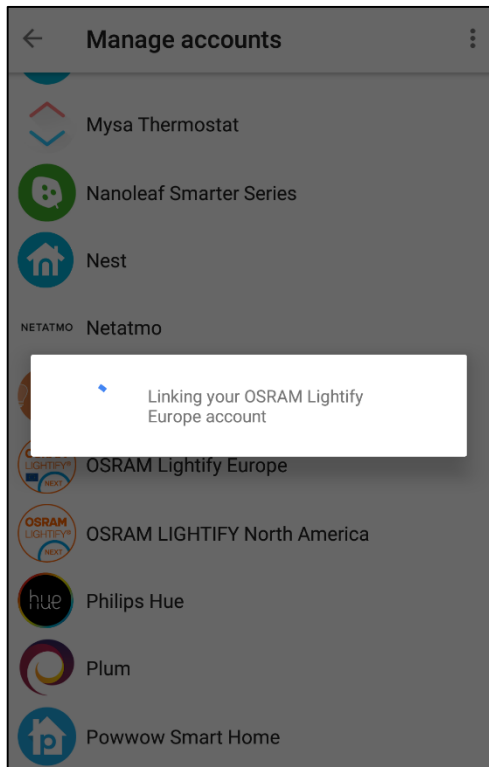 Manage accounts
Mysa Thermostat
Nanoleaf Smarter Series
Nest
NETATMO Netatmo
Linking your OSRAM Lightify
Europe account
LIGHTIFY
NEXT
OSRAM Lightify Europe
OSRAM
LIGHTIFY
NEXT
OSRAM LIGHTIFY North America
hue Philips Hue
Plum
p Powwow Smart Home